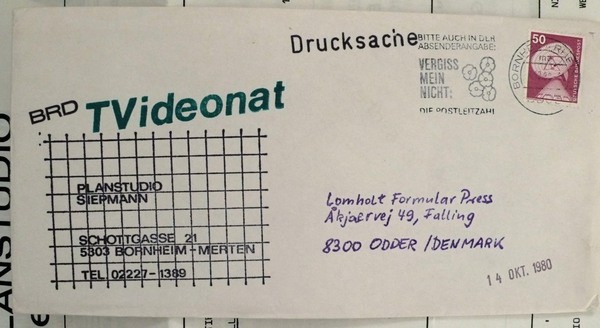 Drucksache
BITTE AUCH IN DER
ABSENDERANGABE:
VERGISS
MEIN
NICHT:
DIE POSTLEITZAHL
50
BRD TVideonat
PLANSTUDIO
SIEPMANN
SCHOTTGASSE 21
5303 BORNHEIM-MERTEN
TEL 02227-1389
Lomholt Formular Press
Åkjærvej 49, Falling
8300 ODDER / DENMARK
14 OKT. 1980